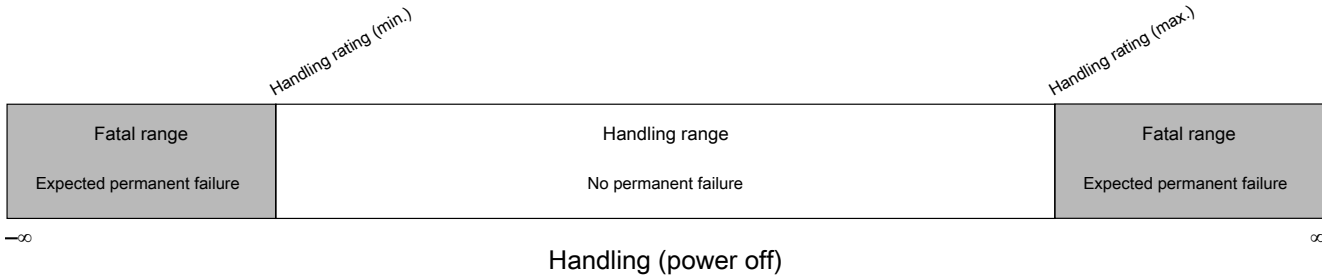 Handling rating (min.)
Handling rating (max.)
Fatal range
Expected permanent failure
Handling range
No permanent failure
Fatal range
Expected permanent failure
–∞
∞
Handling (power off)